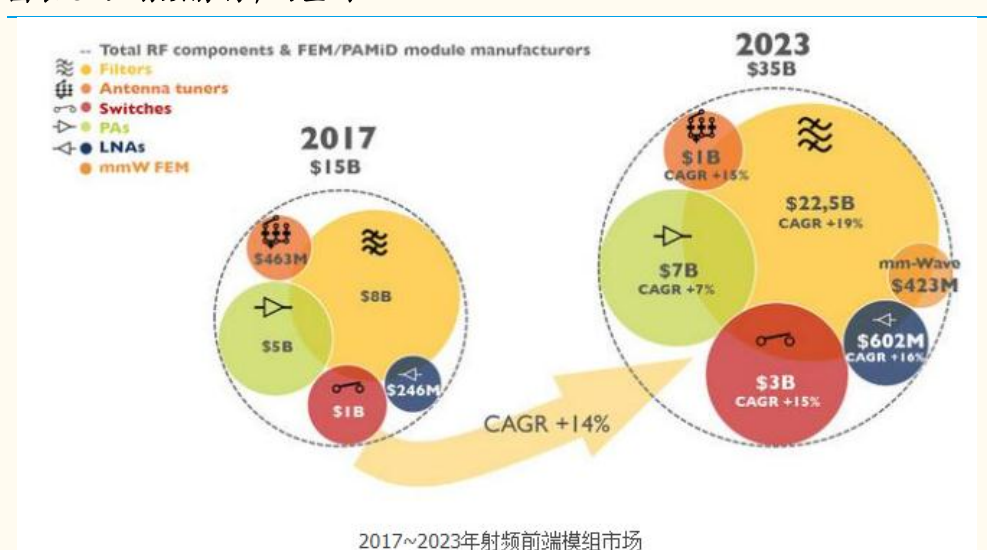 -- Total RF components & FEM/PAMiD module manufacturers
Filters
Antenna tuners
Switches
PAs
LNAs
mmW FEM
2017
$15B
$463M
$8B
$5B
$1B
$246M
CAGR +14%
2023
$35B
$1B
CAGR +15%
$22,5B
CAGR +19%
$7B
CAGR +7%
mm-Wave
$423M
$602M
CAGR +16%
$3B
CAGR +15%
2017~2023年射频前端模组市场